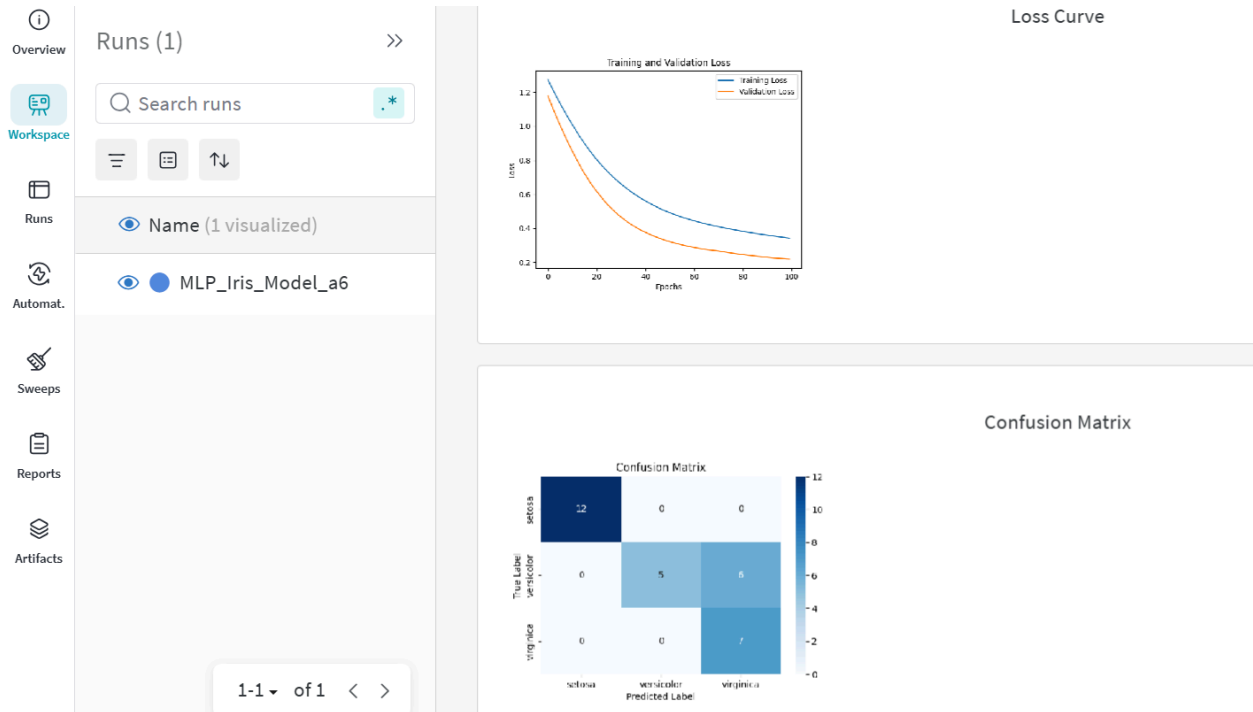 Overview
Workspace
Runs
Automat.
Sweeps
Reports
Artifacts
Runs (1)
Search runs
.*
Name (1 visualized)
MLP_Iris_Model_a6
1-1 of 1
Loss Curve
Training and Validation Loss
Training Loss
Validation Loss
1.2
1.0
0.8
0.6
0.4
0.2
Loss
0 20 40 60 80 100
Epochs
Confusion Matrix
Confusion Matrix
True Label
setosa
versicolor
virginica
12 0 0
0 5 6
0 0 7
setosa versicolor virginica
Predicted Label
12
10
8
6
4
2
0